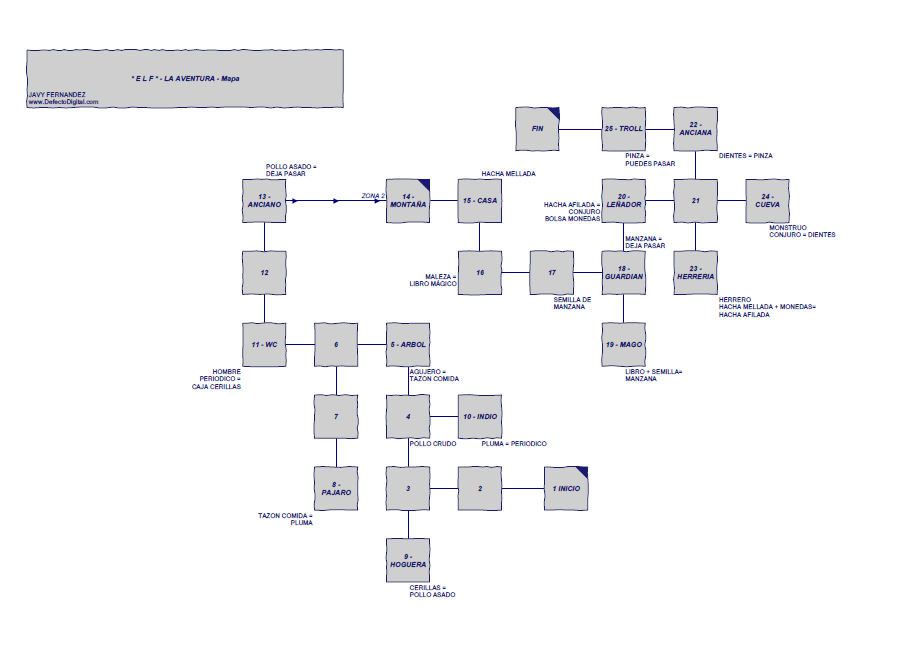 * E L F * - LA AVENTURA - Mapa
JAVY FERNANDEZ
www.DefectoDigital.com
FIN
25 - TROLL
22 -
ANCIANA
PINZA =
PUEDES PASAR
DIENTES = PINZA
POLLO ASADO =
DEJA PASAR
HACHA MELLADA
13 -
ANCIANO
ZONA 2
14 -
MONTAÑA
15 - CASA
HACHA AFILADA =
CONJURO
BOLSA MONEDAS
20 -
LEÑADOR
21
24 -
CUEVA
MONSTRUO
CONJURO = DIENTES
MANZANA =
DEJA PASAR
12
MALEZA =
LIBRO MÁGICO
16
17
18 -
GUARDIAN
23 -
HERRERIA
SEMILLA DE
MANZANA
HERRERO
HACHA MELLADA + MONEDAS=
HACHA AFILADA
11 - WC
6
5 - ARBOL
19 - MAGO
HOMBRE
PERIODICO =
CAJA CERILLAS
AGUJERO =
TAZON COMIDA
LIBRO + SEMILLA=
MANZANA
7
4
10 - INDIO
POLLO CRUDO
PLUMA = PERIODICO
8 -
PAJARO
3
2
1 INICIO
TAZON COMIDA =
PLUMA
9 -
HOGUERA
CERILLAS =
POLLO ASADO